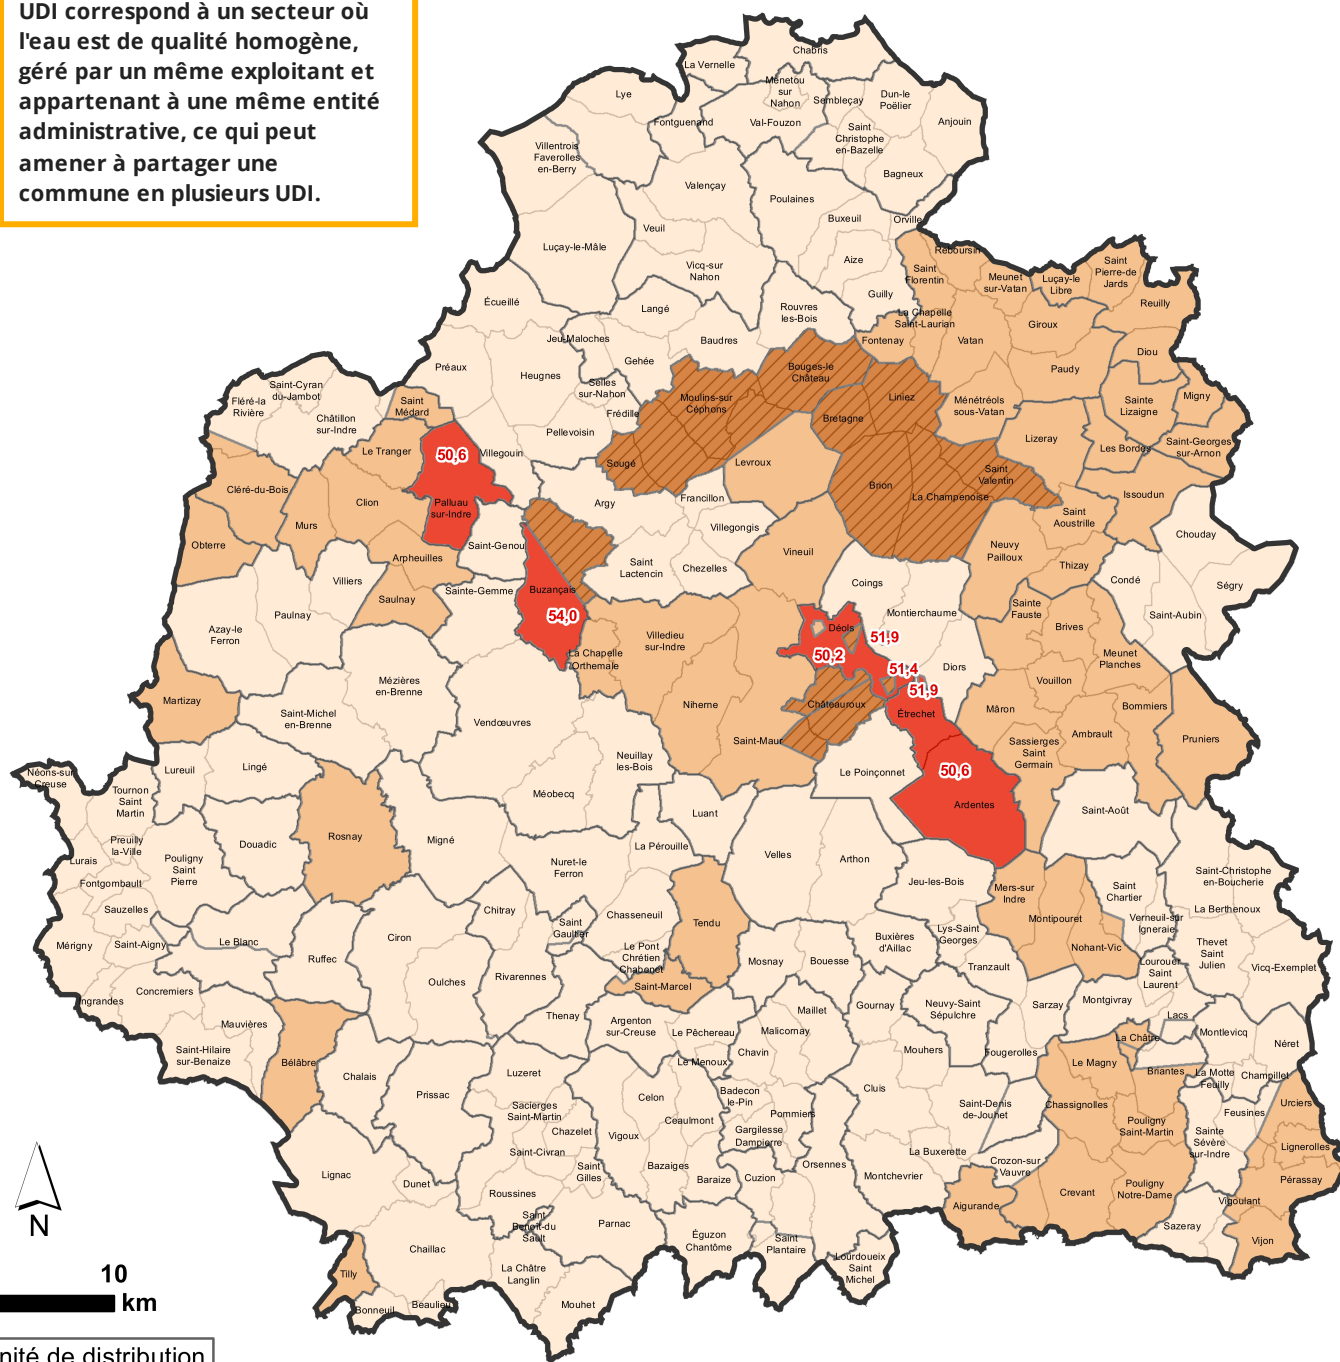 UDI correspond à un secteur où
l'eau est de qualité homogène,
géré par un même exploitant et
appartenant à une même entité
administrative, ce qui peut
amener à partager une
commune en plusieurs UDI.
Chabris
La Vernelle
Menetou
sur
Nahon
Lye
Sembleçay
Dun-le
Poëlier
Fontguenand
Val-Fouzon
Anjouin
Saint
Christophe
en-Bazelle
Villentrois
Faverolles
en-Berry
Bagneux
Valençay
Poulaines
Buxeuil
Orville
Veuil
Luçay-le-Mâle
Reboursin
Aize
Saint
Florentin
Meunet
sur-Vatan
Luçay-le
Libre
Saint
Pierre-de
Jards
Vicq-sur
Nahon
Guilly
Reuilly
Écueillé
Langé
Rouvres
les-Bois
La Chapelle
Saint-Laurian
Giroux
Jeu-Maloches
Baudres
Fontenay
Vatan
Diou
Gehée
Préaux
Heugnes
Bouges-le
Château
Paudy
Selles
sur-Nahon
Saint-Cyran
du-Jambot
Fléré-la
Rivière
Saint
Médard
Moulins-sur
Céphons
Liniez
Ménétréols
sous-Vatan
Sainte
Lizaigne
Migny
Frédille
Bretagne
Châtillon
sur-Indre
Pellevoisin
Lizeray
Les Bordes
Saint-Georges
sur-Arnon
Le Tranger
50,6
Villegouin
Sougé
Levroux
Saint
Valentin
Cléré-du-Bois
Clion
Palluau
sur-Indre
Argy
Francillon
Brion
La Champenoise
Issoudun
Murs
Villegongis
Saint
Aoustrille
Chouday
Obterre
Saint-Genou
Arpheuilles
Vineuil
Neuvy
Pailloux
Saint
Lactencin
Chezelles
Thizay
Condé
Ségry
Villiers
Saulnay
Sainte-Gemme
Buzançais
Coings
Paulnay
54,0
Montierchaume
Sainte
Fauste
Brives
Saint-Aubin
Azay-le
Ferron
Villedieu
sur-Indre
Déols
51,9
La Chapelle
Orthemale
50,2
51,4
Diors
Meunet
Planches
Mézières
en-Brenne
51,9
Vouillon
Martizay
Niherne
Châteauroux
Étrechet
Mâron
Bommiers
Saint-Michel
en-Brenne
Vendœuvres
Saint-Maur
Ambrault
Pruniers
Sassierges
Saint
Germain
Neuillay
les-Bois
Lureuil
Lingé
Le Poinçonnet
50,6
Néons-sur
Creuse
Méobecq
Ardentes
Tournon
Saint
Martin
Luant
Saint-Août
Rosnay
Migné
Douadic
La Pérouille
Preuilly
la-Ville
Velles
Arthon
Lurais
Pouligny
Saint
Pierre
Nuret-le
Ferron
Saint-Christophe
en-Boucherie
Fontgombault
Jeu-les-Bois
Mers-sur
Indre
Saint
Chartier
Sauzelles
Chitray
Chasseneuil
Tendu
Montipouret
La Berthenoux
Verneuil-sur
Igneraie
Saint
Gaultier
Mérigny
Saint-Aigny
Le Blanc
Ciron
Buxières
d'Aillac
Lys-Saint
Georges
Nohant-Vic
Thevet
Saint
Julien
Le Pont
Chrétien
Chabenet
Ruffec
Mosnay
Bouesse
Tranzault
Lourouer
Saint
Laurent
Vicq-Exemplet
Oulches
Rivarennes
Saint-Marcel
Ingrandes
Concremiers
Maillet
Gournay
Neuvy-Saint
Sépulchre
Sarzay
Montgivray
Thenay
Argenton
sur-Creuse
Le Pêchereau
Malicornay
Lacs
Mauvières
La Châtre
Montlevicq
Saint-Hilaire
sur-Benaize
Chavin
Mouhers
Fougerolles
Néret
Bélâbre
Le Menoux
Le Magny
Chalais
Luzeret
Briantes
La Motte
Feuilly
Champillet
Prissac
Celon
Badecon
le-Pin
Cluis
Sacierges
Saint-Martin
Pommiers
Saint-Denis
de-Jouhet
Chassignolles
Urciers
Ceaulmont
Feusines
Chazelet
Vigoux
Gargilesse
Dampierre
Pouligny
Saint-Martin
Sainte
Sévère
sur-Indre
Saint-Civran
La Buxerette
Lignerolles
Lignac
Saint
Gilles
Bazaiges
Orsennes
Crozon-sur
Vauvre
Dunet
Baraize
Cuzion
Montchevrier
Pérassay
Roussines
Crevant
Pouligny
Notre-Dame
Vigoulant
Aigurande
Saint
Benoît-du
Sault
Parnac
Sazeray
Chaillac
Éguzon
Chantôme
Saint
Plantaire
Vijon
N
Tilly
La Châtre
Langlin
Lourdoueix
Saint
Michel
10
km
Bonneuil
Beaulieu
Mouhet
nité de distribution